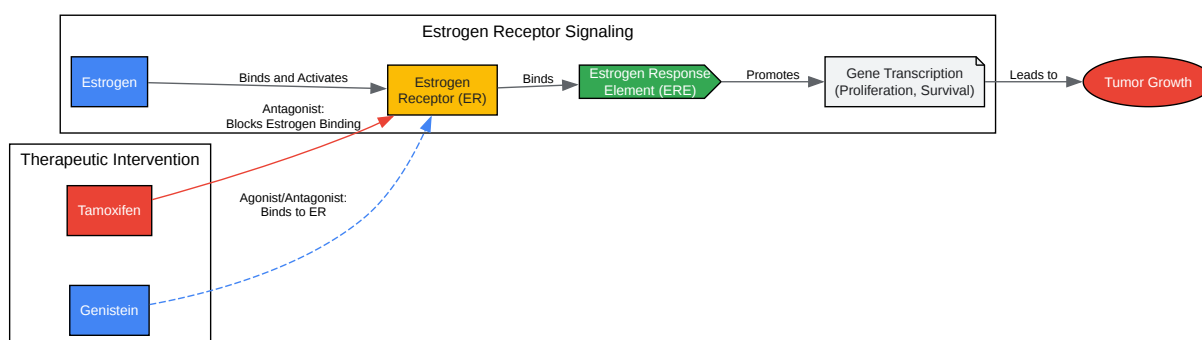 Estrogen Receptor Signaling
Estrogen
Binds and Activates
Estrogen
Receptor (ER)
Binds
Estrogen Response
Element (ERE)
Promotes
Gene Transcription
(Proliferation, Survival)
Leads to
Tumor Growth
Antagonist:
Blocks Estrogen Binding
Therapeutic Intervention
Tamoxifen
Agonist/Antagonist:
Binds to ER
Genistein